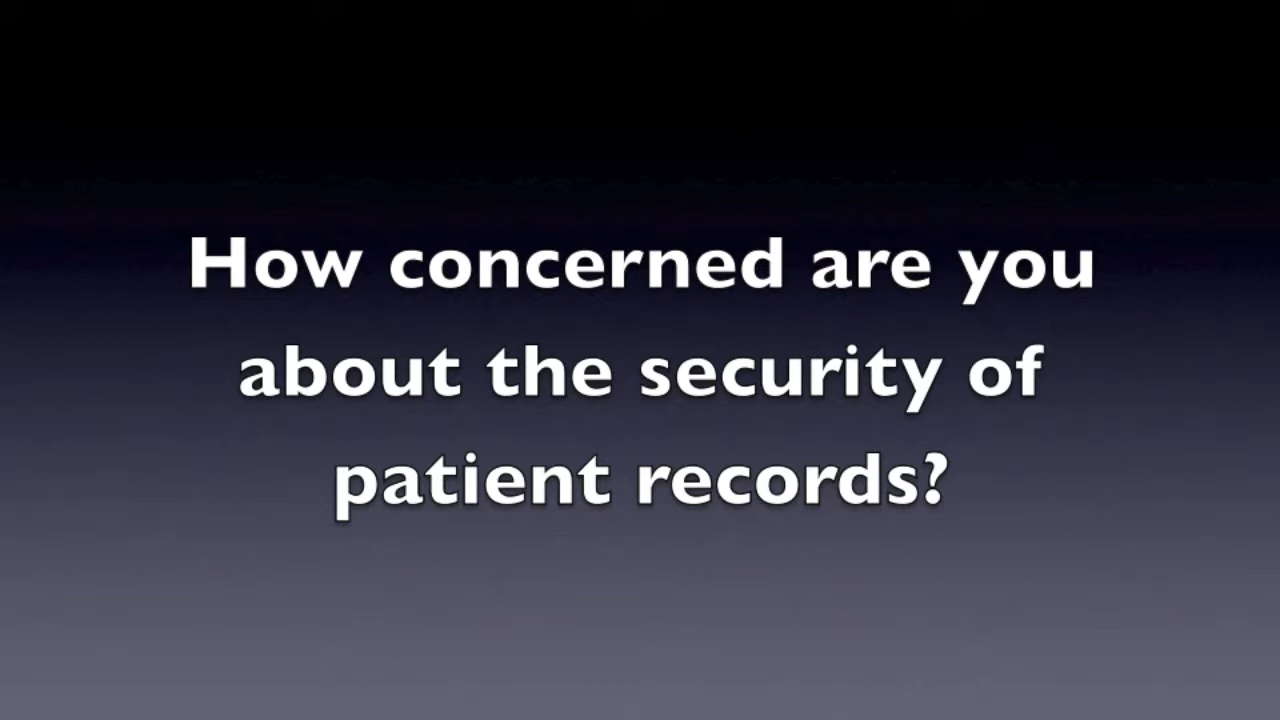 How concerned are you
about the security of
patient records?